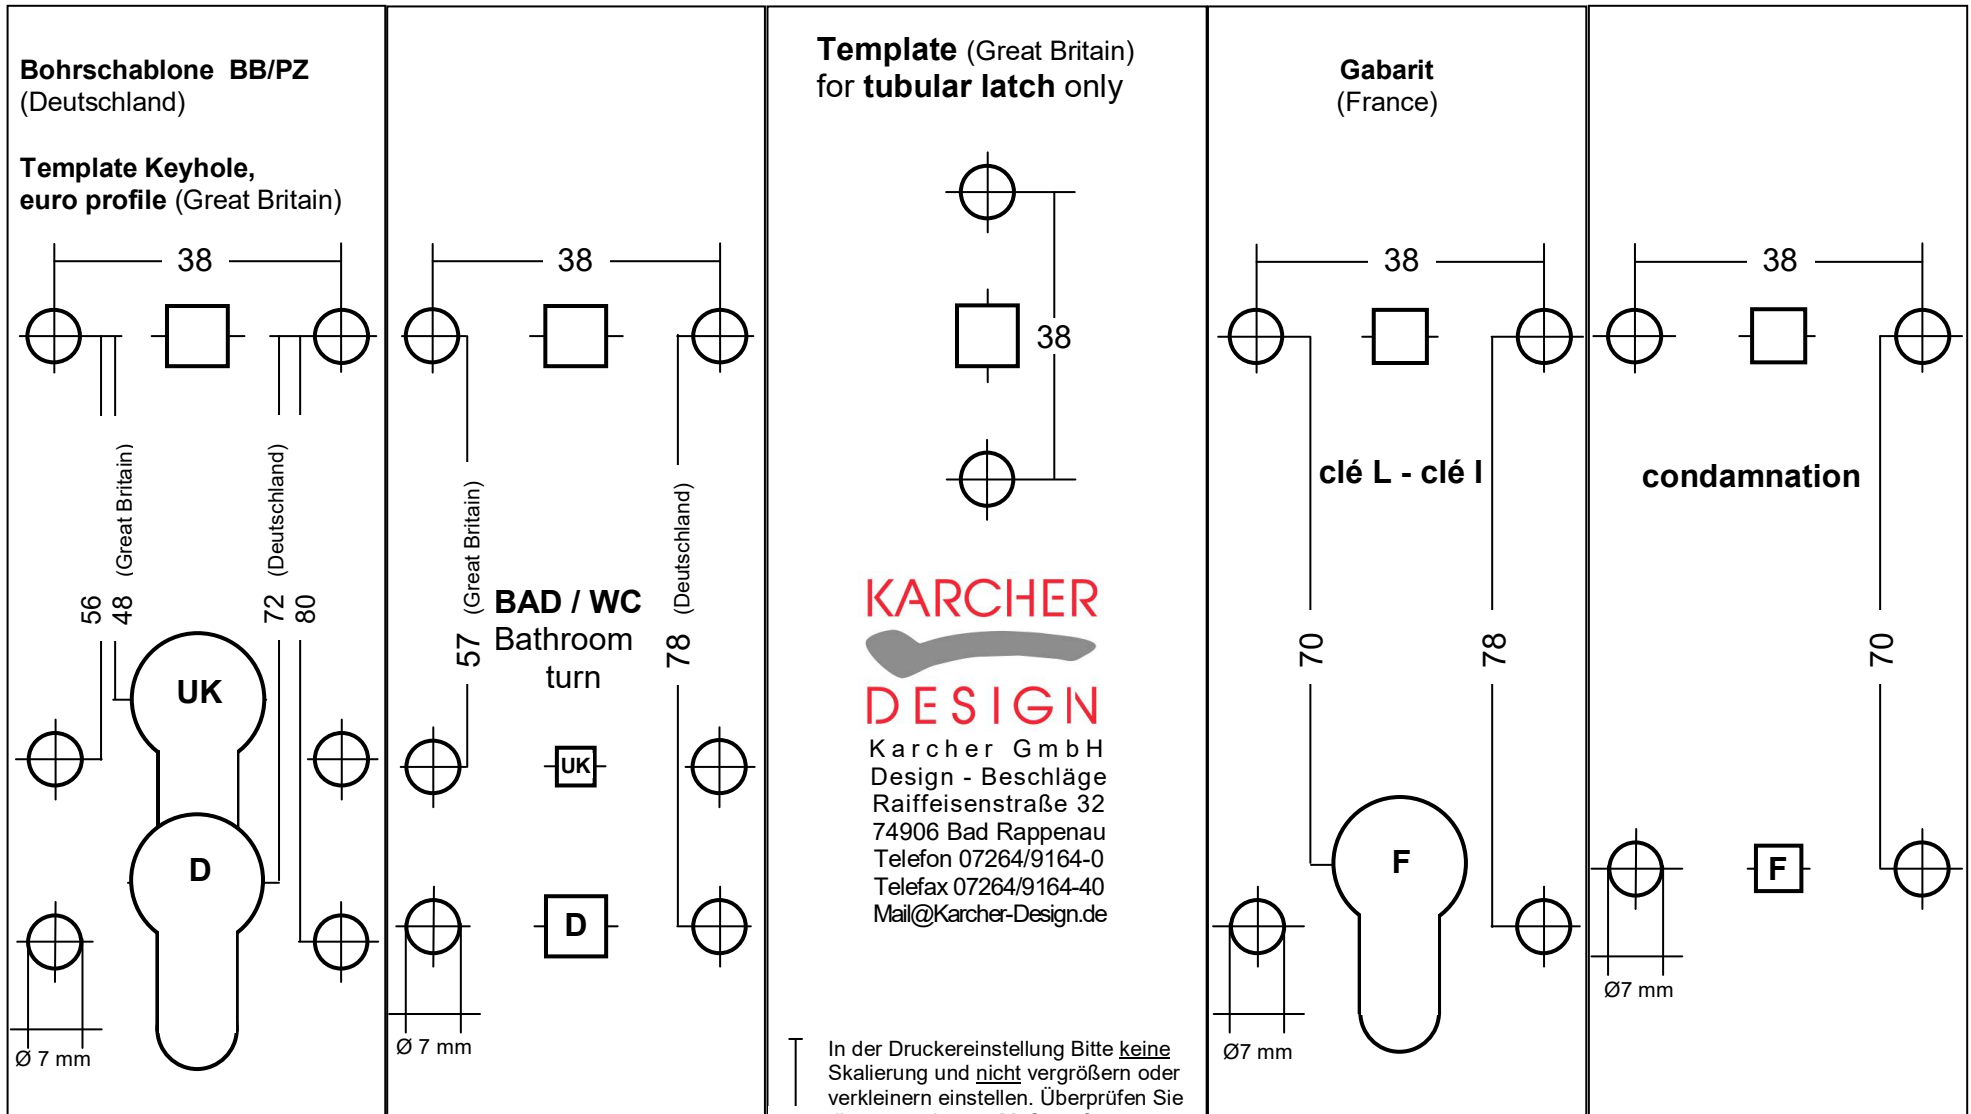 Bohrschablone BB/PZ
(Deutschland)
Template Keyhole,
euro profile (Great Britain)
38
56
48 (Great Britain)
72 (Deutschland)
80
UK
D
Ø 7 mm
38
57 (Great Britain)
78 (Deutschland)
BAD / WC
Bathroom
turn
UK
D
Ø 7 mm
Template (Great Britain)
for tubular latch only
38
KARCHER
DESIGN
Karcher GmbH
Design - Beschläge
Raiffeisenstraße 32
74906 Bad Rappenau
Telefon 07264/9164-0
Telefax 07264/9164-40
Mail@Karcher-Design.de
In der Druckereinstellung Bitte keine
Skalierung und nicht vergrößern oder
verkleinern einstellen. Überprüfen Sie
Gabarit
(France)
38
clé L - clé I
70
78
F
Ø7 mm
38
condamnation
70
F
Ø7 mm